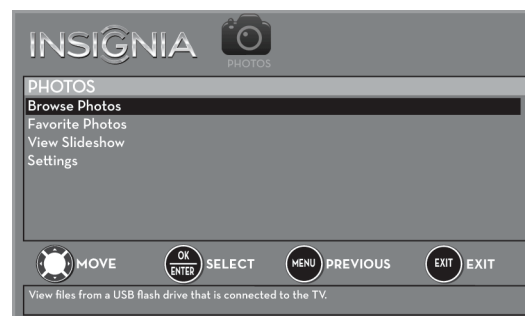 INSIGNIA
PHOTOS
PHOTOS
Browse Photos
Favorite Photos
View Slideshow
Settings
MOVE OK ENTER SELECT MENU PREVIOUS EXIT EXIT
View files from a USB flash drive that is connected to the TV.